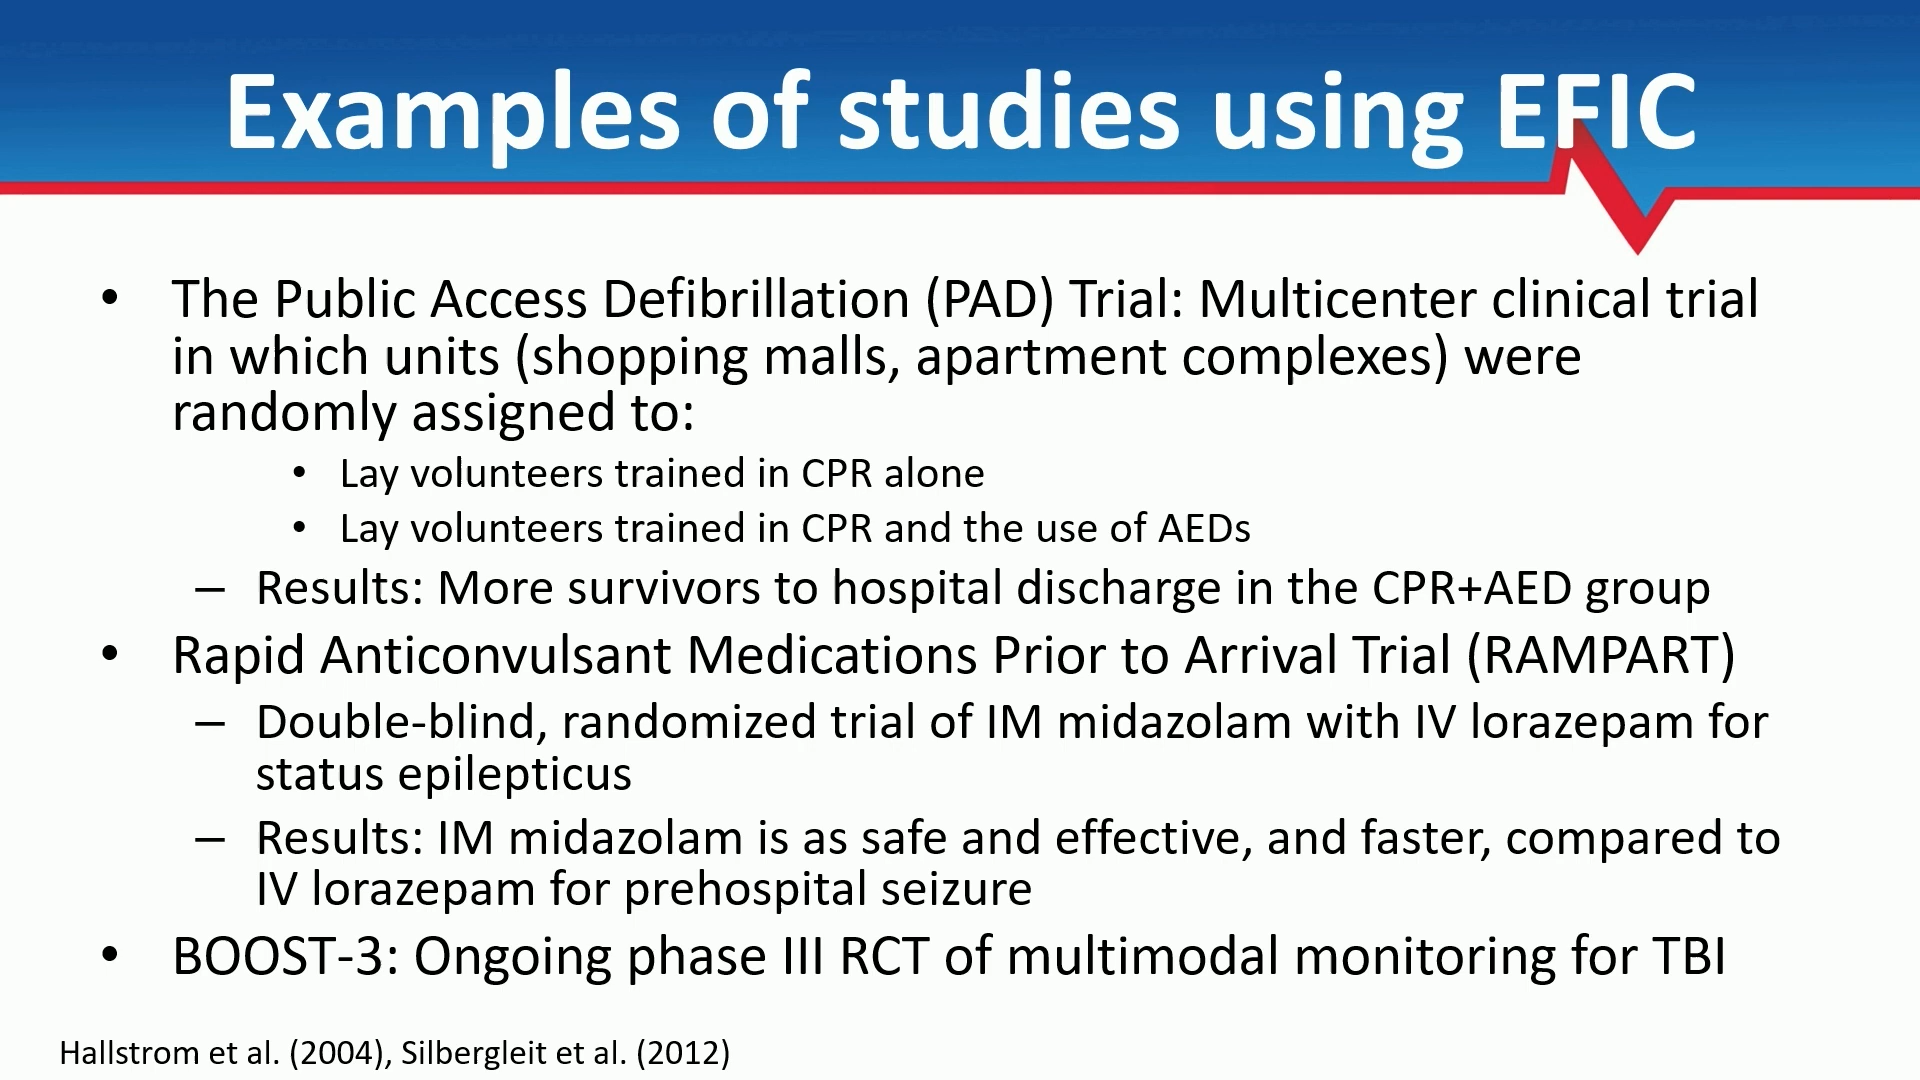 Examples of studies using EFIC
• The Public Access Defibrillation (PAD) Trial: Multicenter clinical trial
in which units (shopping malls, apartment complexes) were
randomly assigned to:
• Lay volunteers trained in CPR alone
• Lay volunteers trained in CPR and the use of AEDs
– Results: More survivors to hospital discharge in the CPR+AED group
• Rapid Anticonvulsant Medications Prior to Arrival Trial (RAMPART)
– Double-blind, randomized trial of IM midazolam with IV lorazepam for
status epilepticus
– Results: IM midazolam is as safe and effective, and faster, compared to
IV lorazepam for prehospital seizure
• BOOST-3: Ongoing phase III RCT of multimodal monitoring for TBI
Hallstrom et al. (2004), Silbergleit et al. (2012)